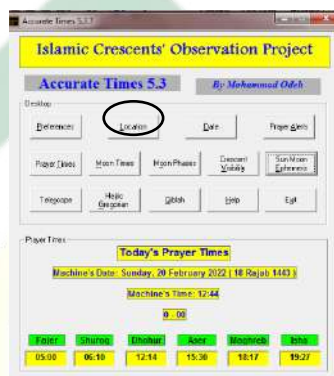 Accurate Times 5.3.7
Islamic Crescents' Observation Project
Accurate Times 5.3
By Mohammad Odeh
Desktop
Preferences
Location
Date
Prayer Alerts
Prayer Times
Moon Times
Moon Phases
Crescent Visibility
Sun/Moon Ephemeris
Telescope
Hejric Gregorian
Qiblah
Help
Exit
Prayer Times
Today's Prayer Times
Machine's Date: Sunday, 20 February 2022 ( 18 Rajab 1443 )
Machine's Time: 12:44
0 - 00
Fajer Shuroq Dhohur Aser Maghreb Isha
05:00 06:10 12:14 15:30 18:17 19:27